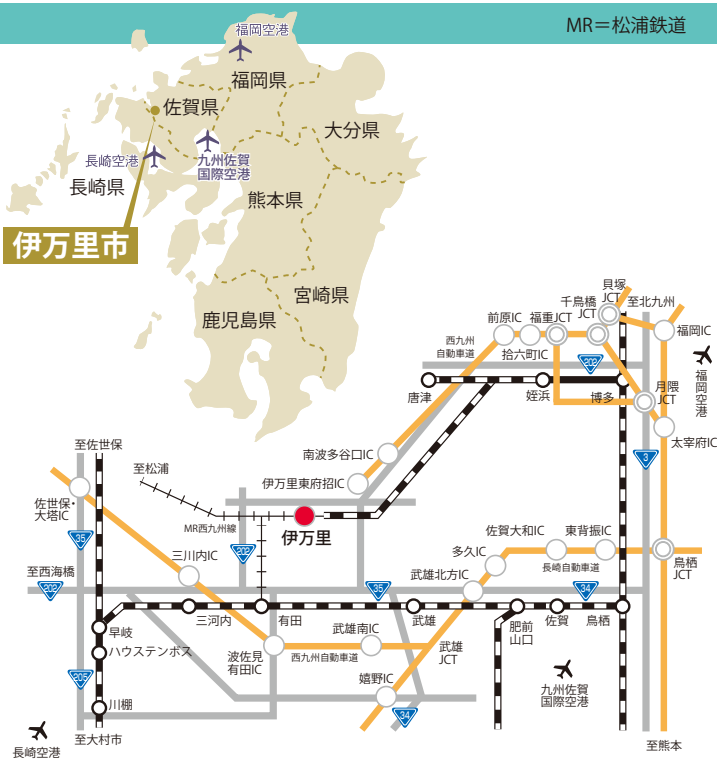 MR＝松浦鉄道
福岡空港
福岡県
佐賀県
大分県
長崎空港
九州佐賀
国際空港
長崎県
熊本県
伊万里市
宮崎県
鹿児島県
貝塚
JCT
千鳥橋
JCT
至北九州
前原IC
福重JCT
福岡IC
西九州
自動車道
拾六町IC
202
福岡空港
唐津
姪浜
博多
月隈
JCT
太宰府IC
3
至佐世保
至松浦
南波多谷口IC
伊万里東府招IC
佐世保・
大塔IC
MR西九州線
伊万里
35
202
三川内IC
佐賀大和IC
東背振IC
多久IC
長崎自動車道
鳥栖
JCT
至西海橋
202
武雄北方IC
35
34
三河内
有田
武雄
肥前
山口
佐賀
鳥栖
早岐
ハウステンボス
武雄南IC
波佐見
有田IC
西九州自動車道
武雄
JCT
205
嬉野IC
九州佐賀
国際空港
川棚
34
至大村市
長崎空港
至熊本